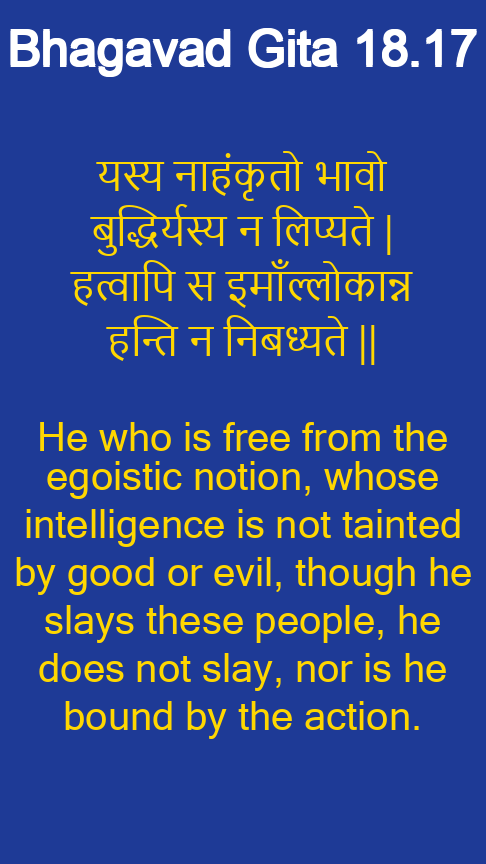 Bhagavad Gita 18.17
यस्य नाहंकृतो भावो
बुद्धिर्यस्य न लिप्यते |
हत्वापि स इमाँल्लोकान्न
हन्ति न निबध्यते ||
He who is free from the
egoistic notion, whose
intelligence is not tainted
by good or evil, though he
slays these people, he
does not slay, nor is he
bound by the action.